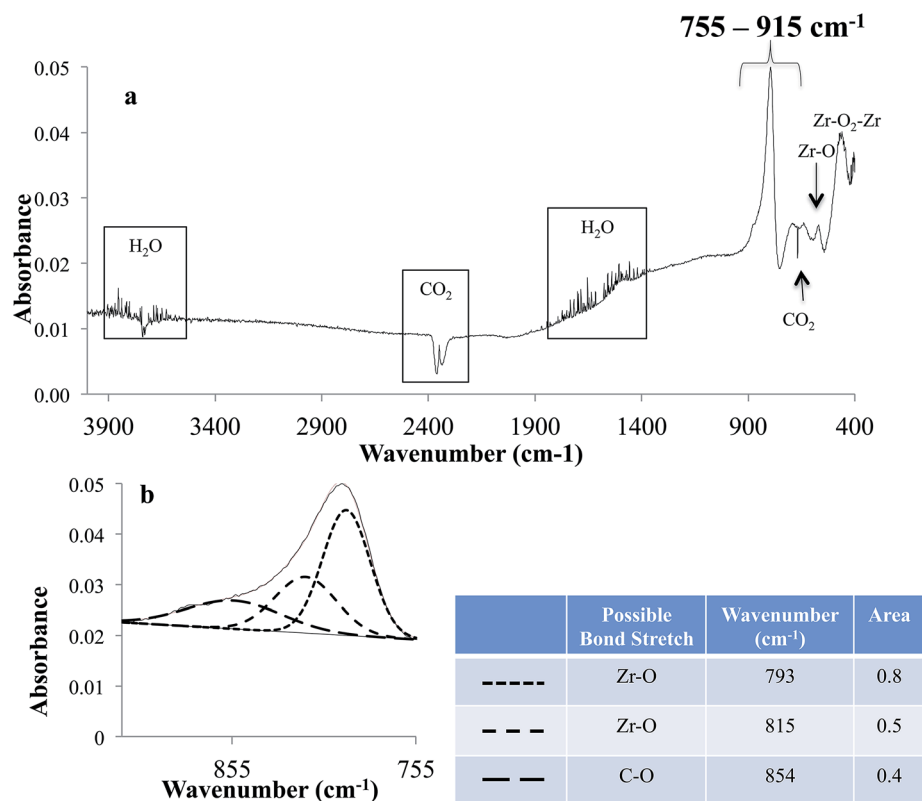 755 – 915 cm⁻¹
a
0.05
0.04
0.03
0.02
0.01
0.00
Absorbance
H₂O
CO₂
H₂O
Zr-O₂-Zr
Zr-O
CO₂
3900 3400 2900 2400 1900 1400 900 400
Wavenumber (cm-1)
b
0.05
0.04
0.03
0.02
0.01
0
Absorbance
855 755
Wavenumber (cm⁻¹)
Possible Bond Stretch Wavenumber (cm⁻¹) Area
Zr-O 793 0.8
Zr-O 815 0.5
C-O 854 0.4